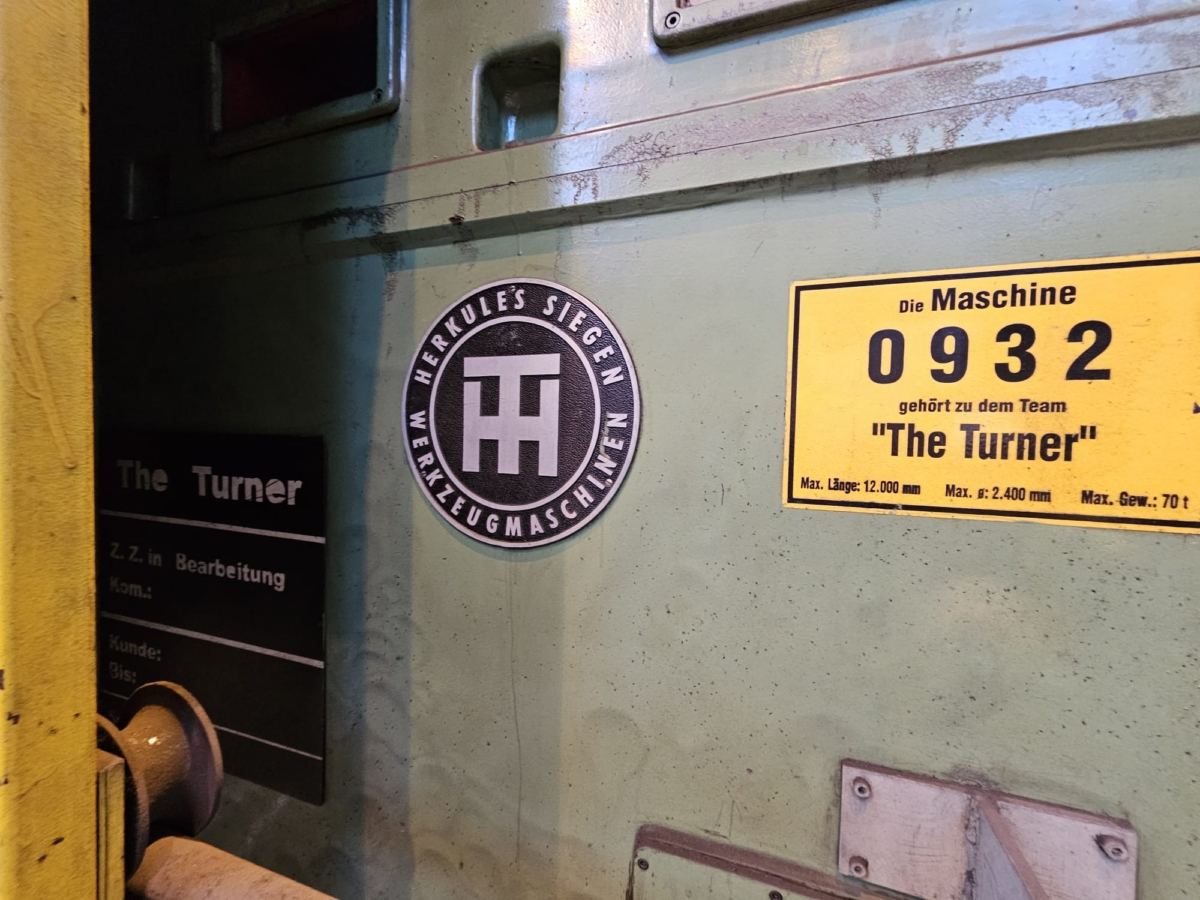 The Turner
Z. Z. in Bearbeitung
Kom.:
Kunde:
Bis:
HERKULES SIEGEN
WERKZEUGMASCHINEN
Die Maschine
0932
gehört zu dem Team
"The Turner"
Max. Länge: 12.000 mm Max. ø: 2.400 mm Max. Gew.: 70 t